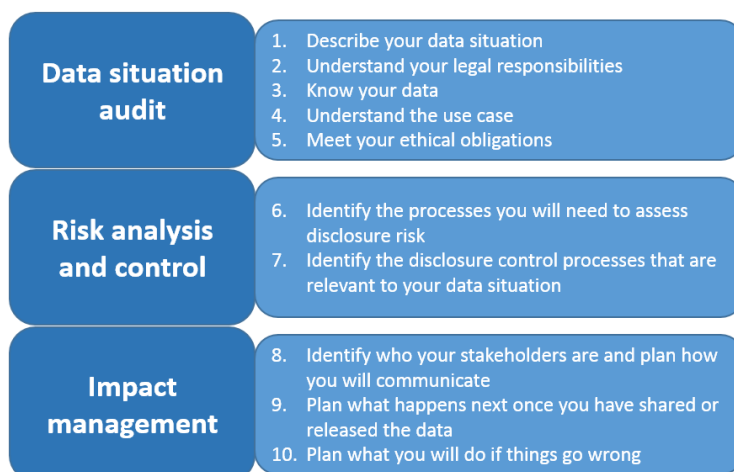 Data situation
audit
1. Describe your data situation
2. Understand your legal responsibilities
3. Know your data
4. Understand the use case
5. Meet your ethical obligations
Risk analysis
and control
6. Identify the processes you will need to assess
disclosure risk
7. Identify the disclosure control processes that are
relevant to your data situation
Impact
management
8. Identify who your stakeholders are and plan how
you will communicate
9. Plan what happens next once you have shared or
released the data
10. Plan what you will do if things go wrong